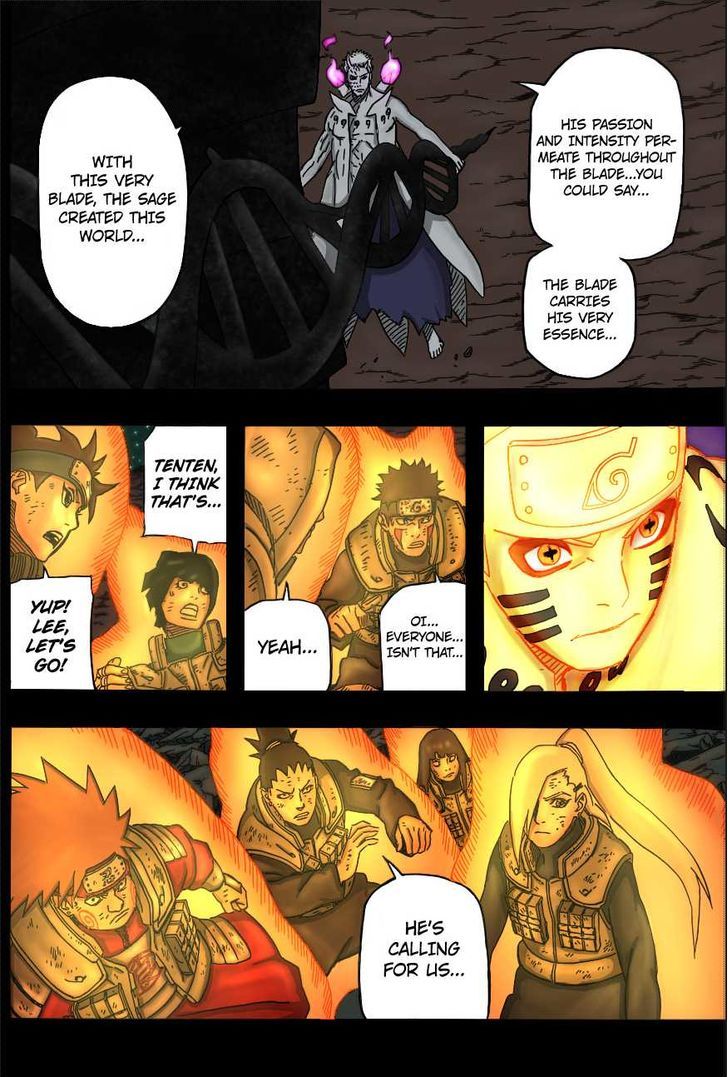 HIS PASSION
AND INTENSITY PER-
MEATE THROUGHOUT
THE BLADE...YOU
COULD SAY...
THE BLADE
CARRIES
HIS VERY
ESSENCE...
WITH
THIS VERY
BLADE, THE SAGE
CREATED THIS
WORLD...
OI...
EVERYONE...
ISN'T THAT...
YEAH...
TENTEN,
I THINK
THAT'S...
YUP!
LEE,
LET'S
GO!
HE'S
CALLING
FOR US...